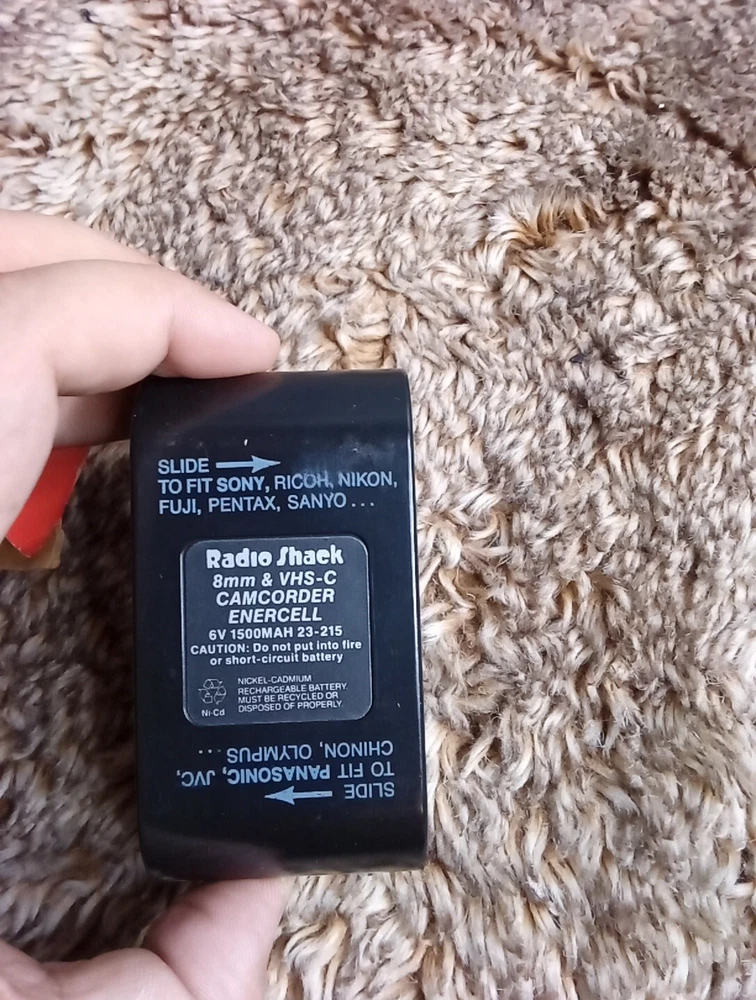 SLIDE →
TO FIT SONY, RICOH, NIKON,
FUJI, PENTAX, SANYO...
Radio Shack
8mm & VHS-C
CAMCORDER
ENERCELL
6V 1500MAH 23-215
CAUTION: Do not put into fire
or short-circuit battery
NICKEL-CADMIUM
RECHARGEABLE BATTERY.
MUST BE RECYCLED OR
DISPOSED OF PROPERLY.
Ni-Cd
SLIDE →
TO FIT PANASONIC, JVC,
CHINON, OLYMPUS ...